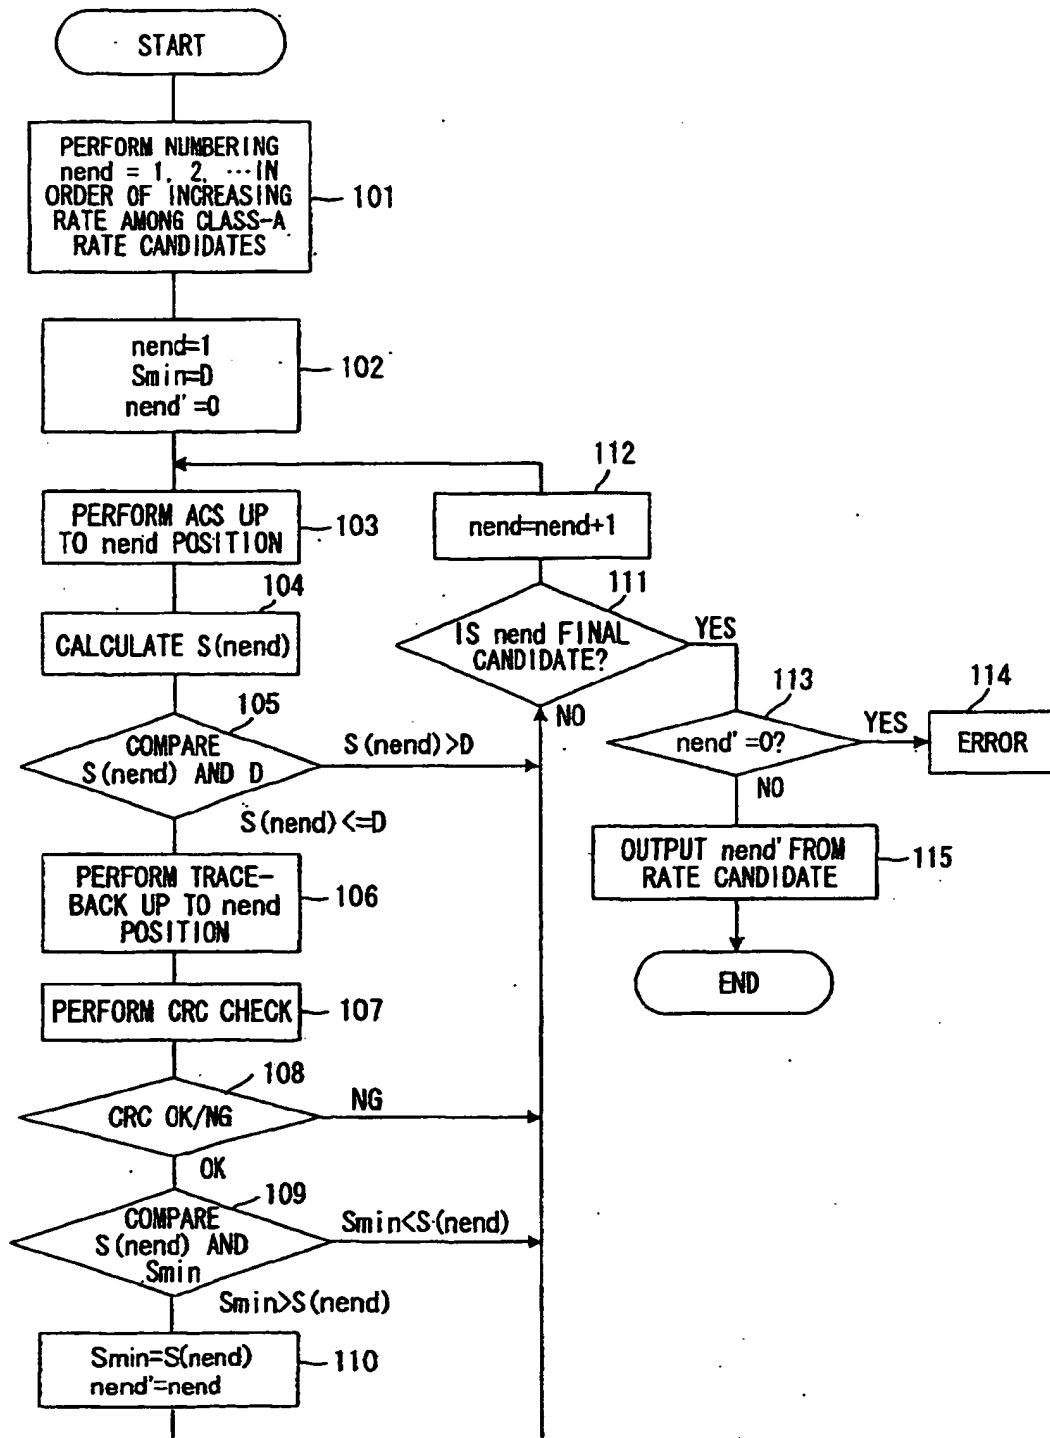 START
PERFORM NUMBERING
nend = 1, 2, ···IN
ORDER OF INCREASING
RATE AMONG CLASS-A
RATE CANDIDATES
101
nend=1
Smin=D
nend'=0
102
112
PERFORM ACS UP
TO nend POSITION
103
nend=nend+1
104
CALCULATE S(nend)
111
IS nend FINAL
CANDIDATE?
YES
NO
105
COMPARE
S(nend) AND D
S(nend)>D
S(nend)<=D
113
nend'=0?
YES
NO
114
ERROR
PERFORM TRACE-
BACK UP TO nend
POSITION
106
OUTPUT nend' FROM
RATE CANDIDATE
115
END
PERFORM CRC CHECK
107
108
CRC OK/NG
NG
OK
109
COMPARE
S(nend) AND
Smin
Smin<S(nend)
Smin>S(nend)
Smin=S(nend)
nend'=nend
110